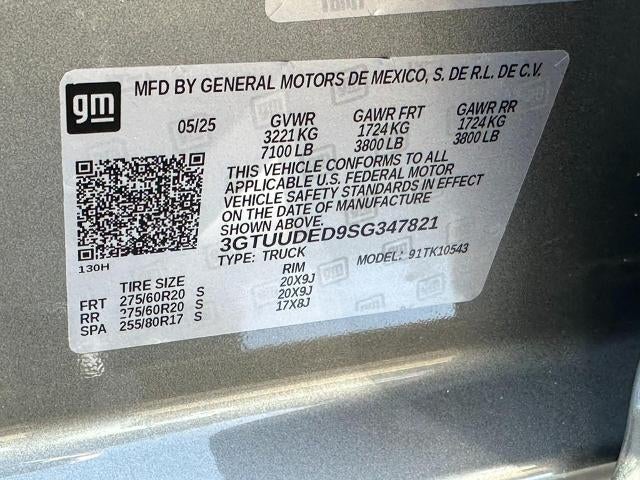 gm
MFD BY GENERAL MOTORS DE MEXICO, S. DE R.L. DE C.V.
05/25 GVWR GAWR FRT GAWR RR
3221 KG 1724 KG 1724 KG
7100 LB 3800 LB 3800 LB
THIS VEHICLE CONFORMS TO ALL
APPLICABLE U.S. FEDERAL MOTOR
VEHICLE SAFETY STANDARDS IN EFFECT
ON THE DATE OF MANUFACTURE
SHOWN ABOVE.
3GTUUDED9SG347821
TYPE: TRUCK MODEL: 91TK10543
130H
TIRE SIZE RIM
FRT 275/60R20 S 20X9J
RR 275/60R20 S 20X9J
SPA 255/80R17 S 17X8J